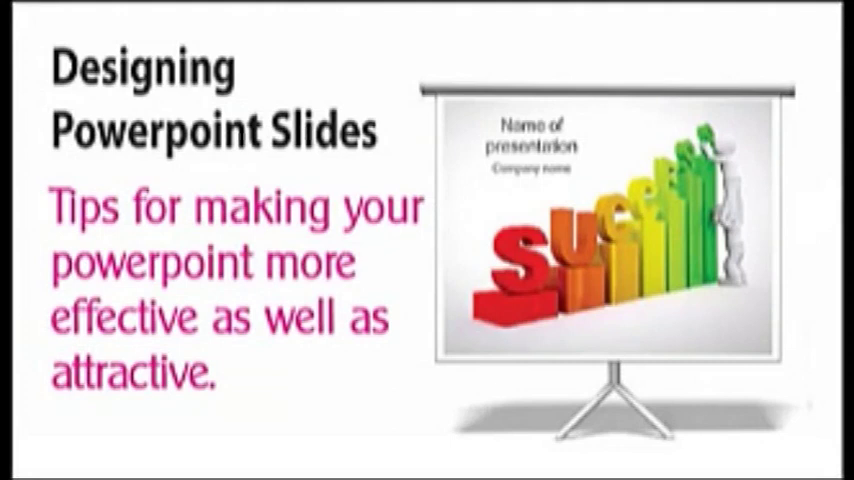 Designing
Powerpoint Slides
Tips for making your
powerpoint more
effective as well as
attractive.
Name of
presentation
Company name
SUCCESS